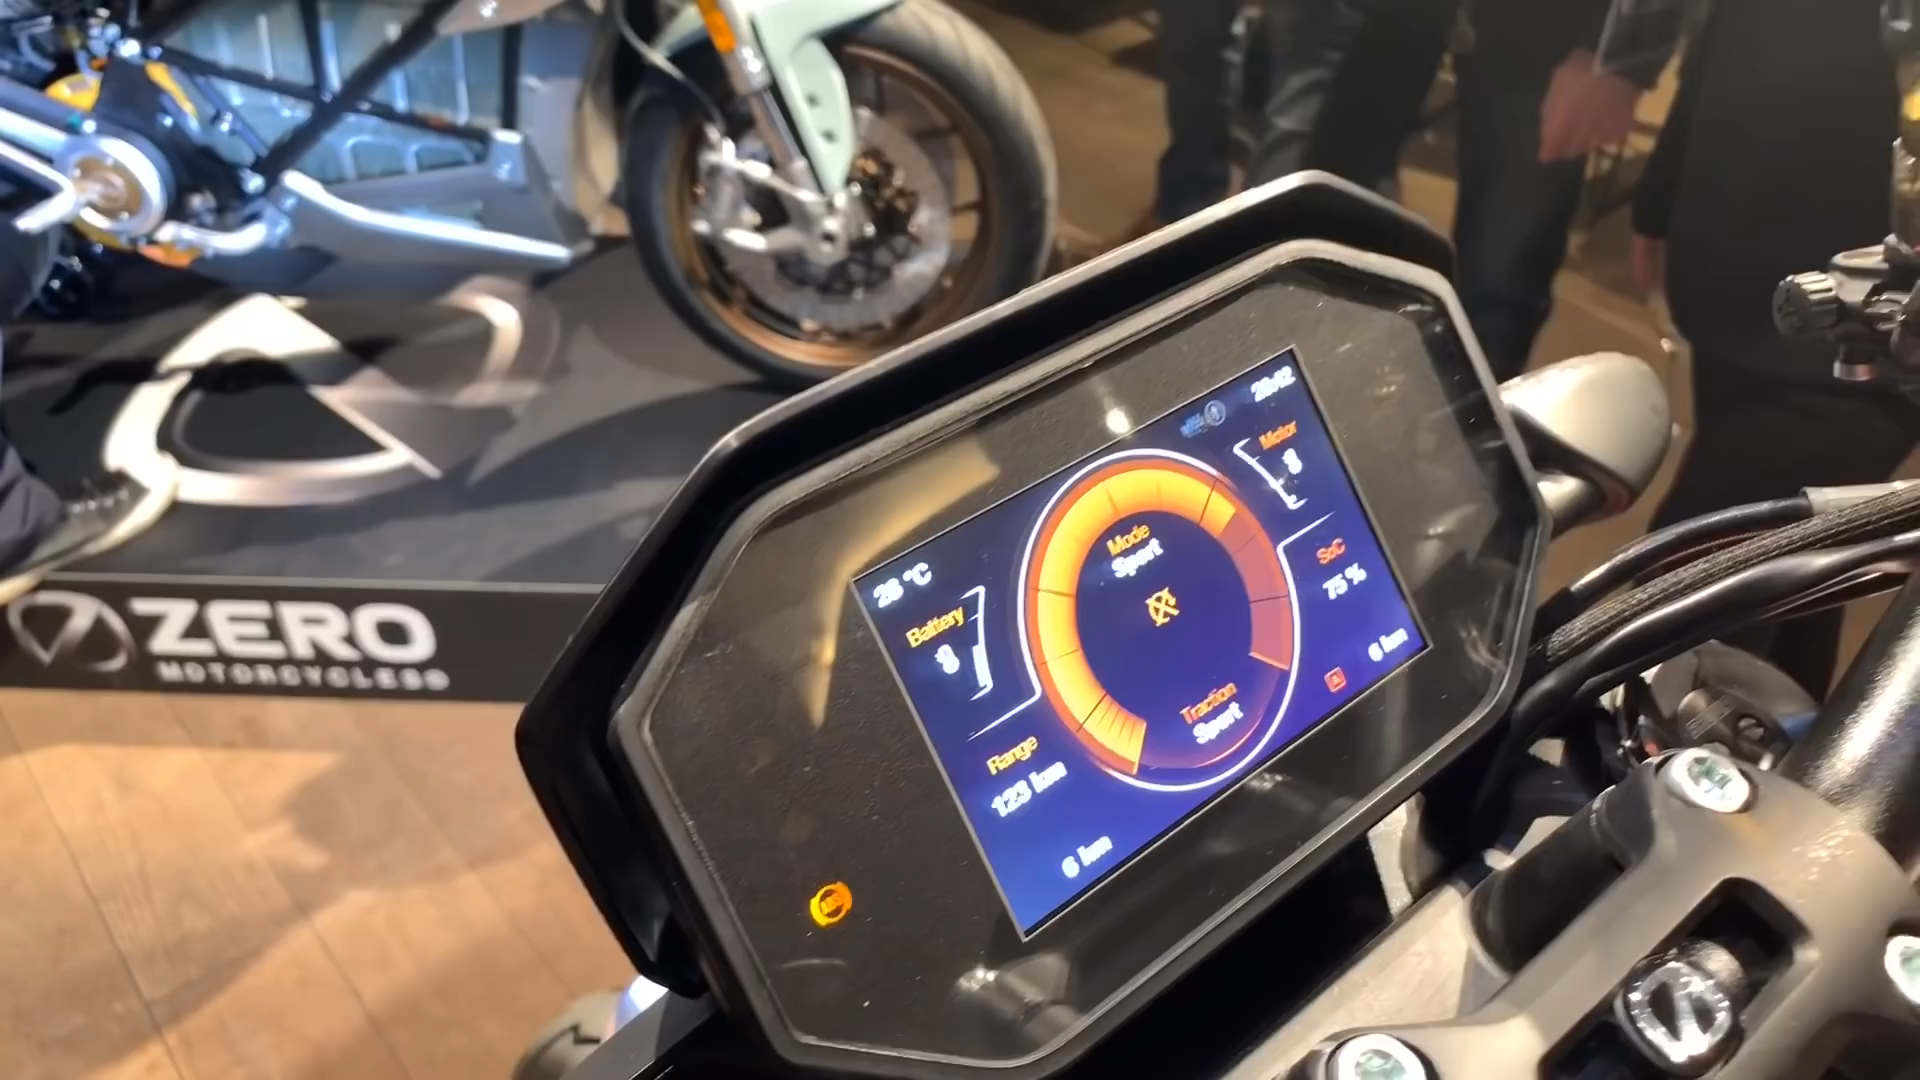 ZERO
MOTORCYCLES
28 °C
Battery
Range
123 km
6 km
Mode
Sport
Traction
Sport
Motor
SoC
75 %
6 km